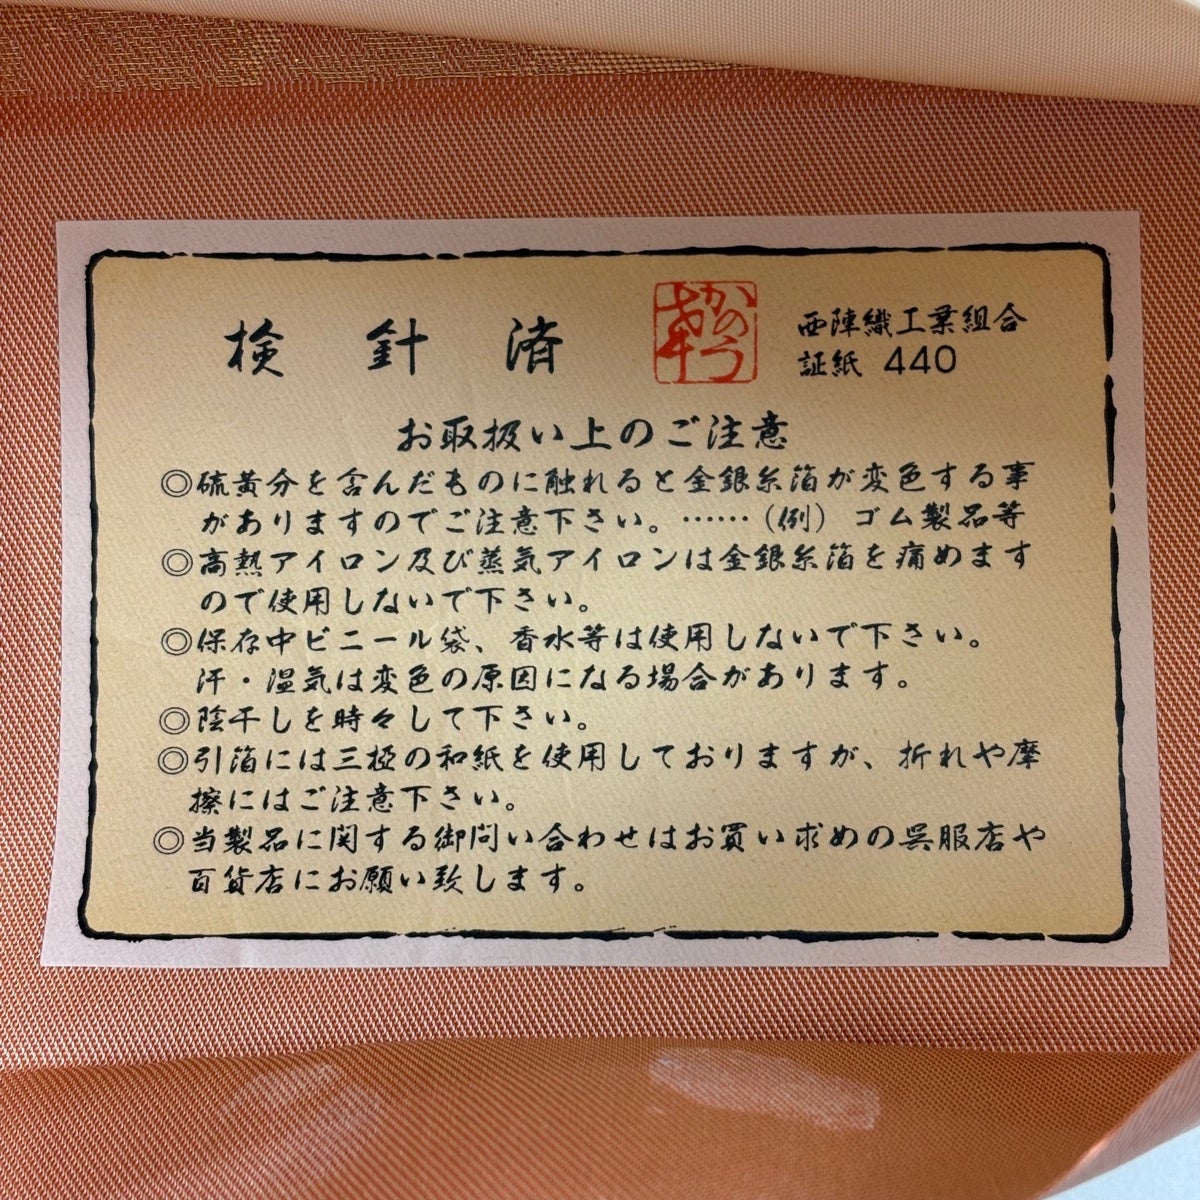 検針済
かのう
西陣織工業組合
証紙 440
お取扱い上のご注意
◎硫黄分を含んだものに触れると金銀糸箔が変色する事
がありますのでご注意下さい。……(例) ゴム製品等
◎高熱アイロン及び蒸気アイロンは金銀糸箔を痛めます
ので使用しないで下さい。
◎保存中ビニール袋、香水等は使用しないで下さい。
汗・湿気は変色の原因になる場合があります。
◎陰干しを時々して下さい。
◎引箔には三極の和紙を使用しておりますが、折れや摩
擦にはご注意下さい。
◎当製品に関する御問い合わせはお買い求めの呉服店や
百貨店にお願い致します。